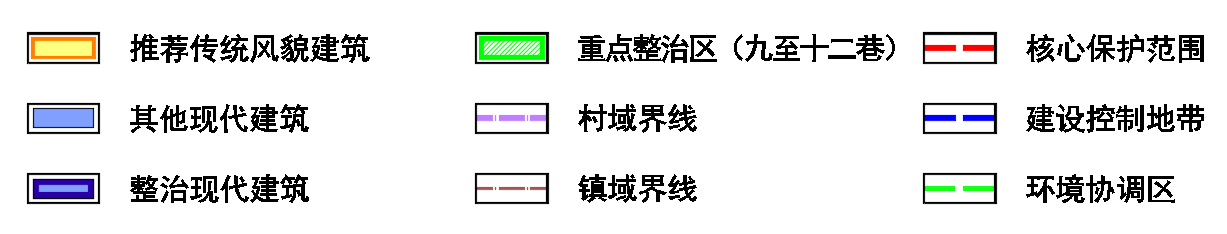 推荐传统风貌建筑 重点整治区（九至十二巷） 核心保护范围
其他现代建筑 村域界线 建设控制地带
整治现代建筑 镇域界线 环境协调区